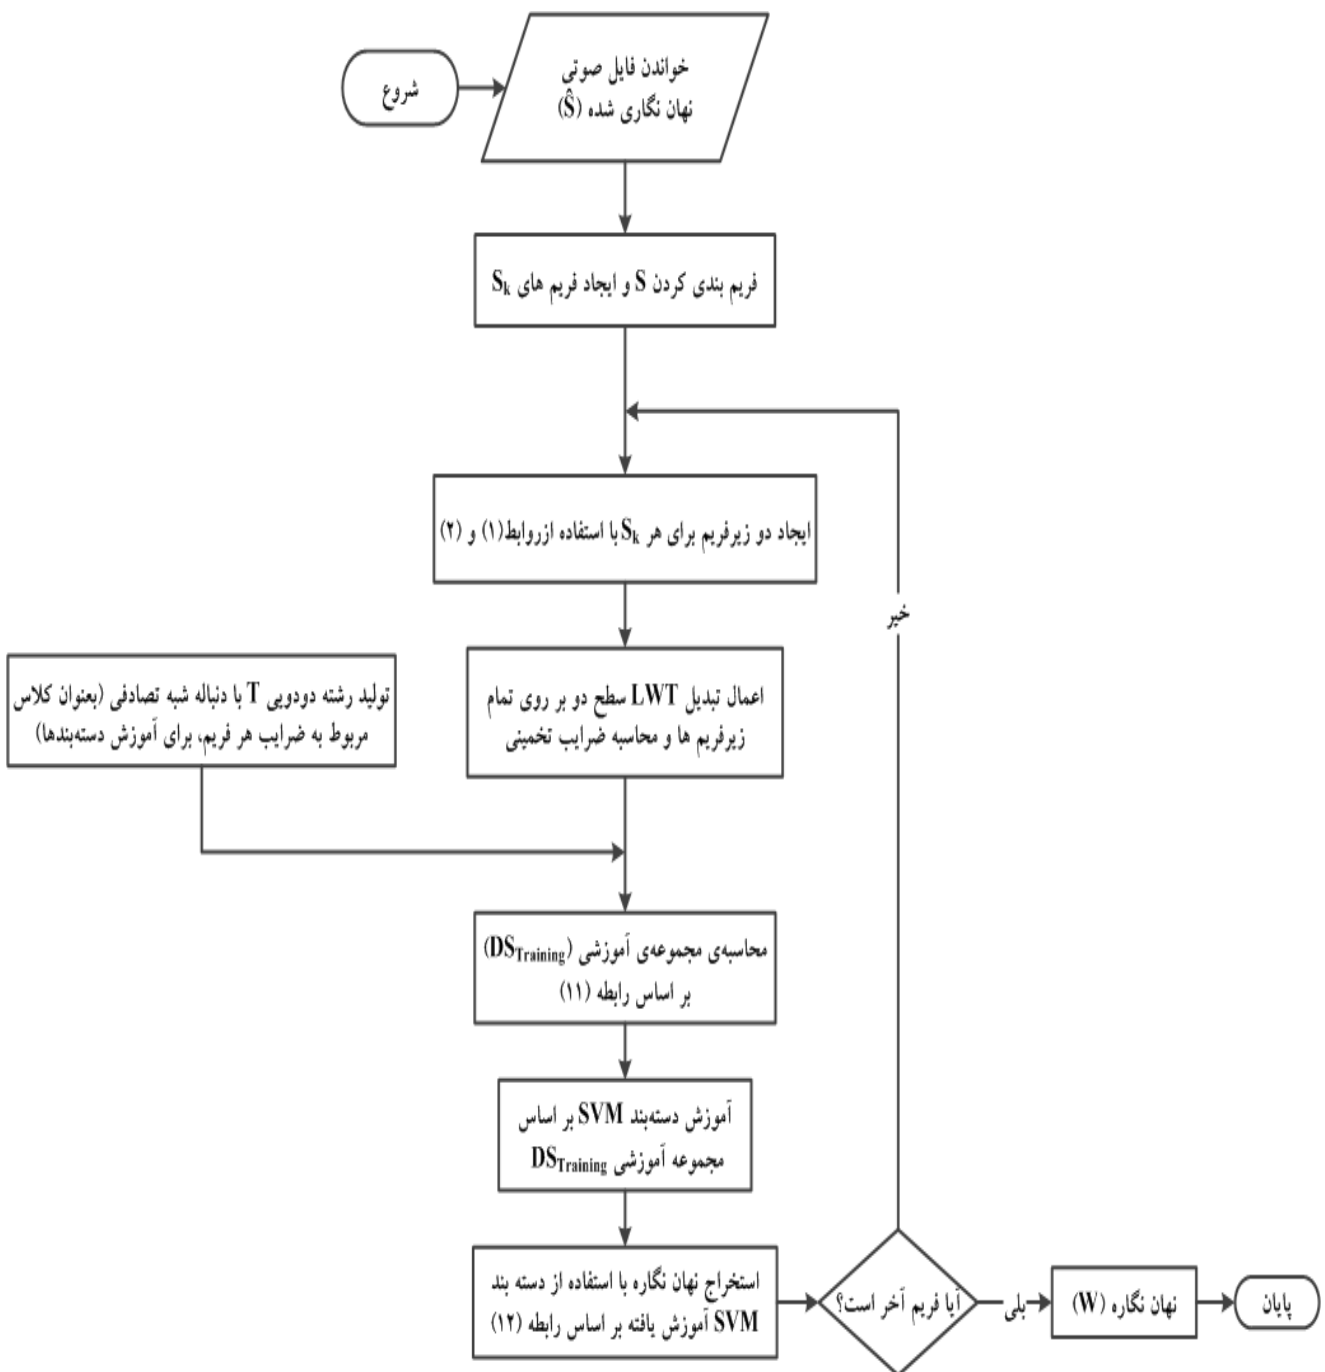 شروع
خواندن فایل صوتی
نهان نگاری شده (Ŝ)
فریم بندی کردن S و ایجاد فریم های Sₖ
ایجاد دو زیرفریم برای هر Sₖ با استفاده ازروابط(۱) و (۲)
خیر
تولید رشته دودویی T با دنباله شبه تصادفی (بعنوان کلاس
مربوط به ضرایب هر فریم، برای آموزش دسته‌بندها)
اعمال تبدیل LWT سطح دو بر روی تمام
زیرفریم ها و محاسبه ضرایب تخمینی
محاسبه‌ی مجموعه‌ی آموزشی (DSTraining)
بر اساس رابطه (۱۱)
آموزش دسته‌بند SVM بر اساس
مجموعه آموزشی DSTraining
استخراج نهان نگاره با استفاده از دسته بند
SVM آموزش یافته بر اساس رابطه (۱۲)
آیا فریم آخر است؟
بلی
نهان نگاره (W)
پایان